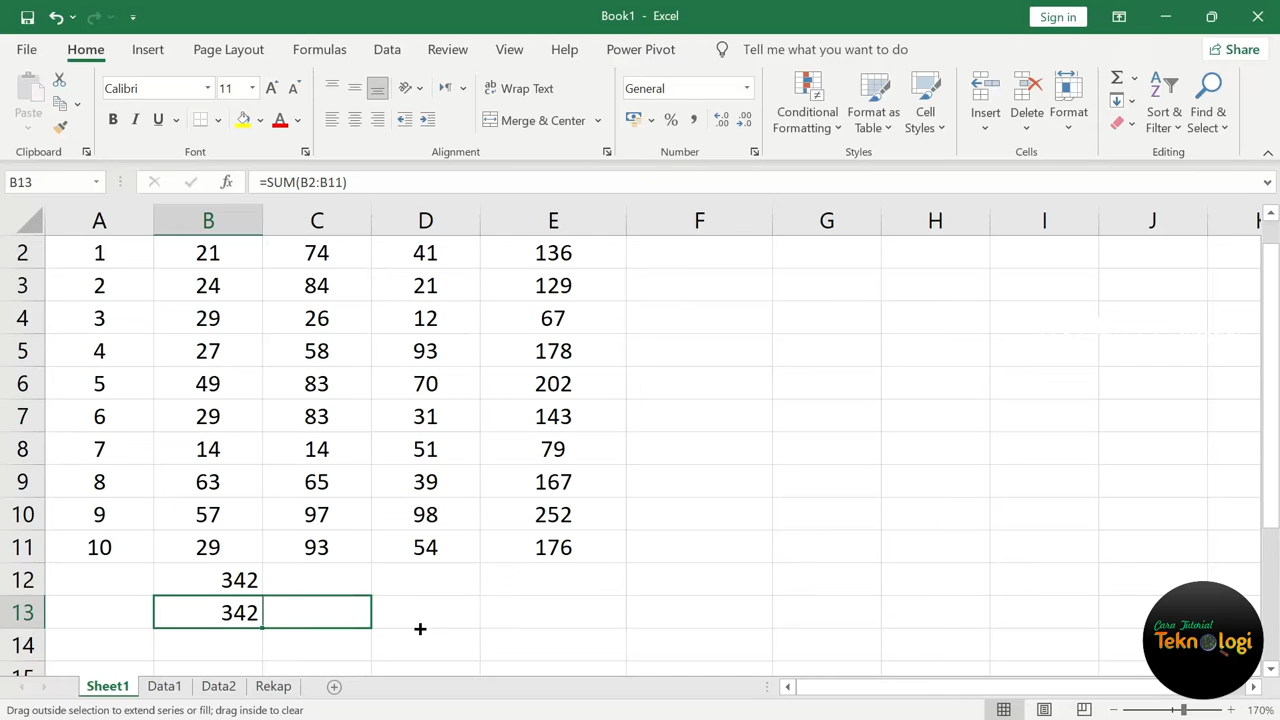 Book1 - Excel
Sign in
File Home Insert Page Layout Formulas Data Review View Help Power Pivot Tell me what you want to do Share
Paste
Clipboard
Calibri 11
B I U A
Font
Wrap Text
Merge & Center
Alignment
General
% ,
Number
Conditional Formatting
Format as Table
Cell Styles
Styles
Insert
Delete
Format
Cells
Sort & Filter
Find & Select
Editing
B13 fx =SUM(B2:B11)
A B C D E F G H I J
2 1 21 74 41 136
3 2 24 84 21 129
4 3 29 26 12 67
5 4 27 58 93 178
6 5 49 83 70 202
7 6 29 83 31 143
8 7 14 14 51 79
9 8 63 65 39 167
10 9 57 97 98 252
11 10 29 93 54 176
12 342
13 342
14
Cara Tutorial
Teknologi
Sheet1 Data1 Data2 Rekap
Drag outside selection to extend series or fill; drag inside to clear
170%